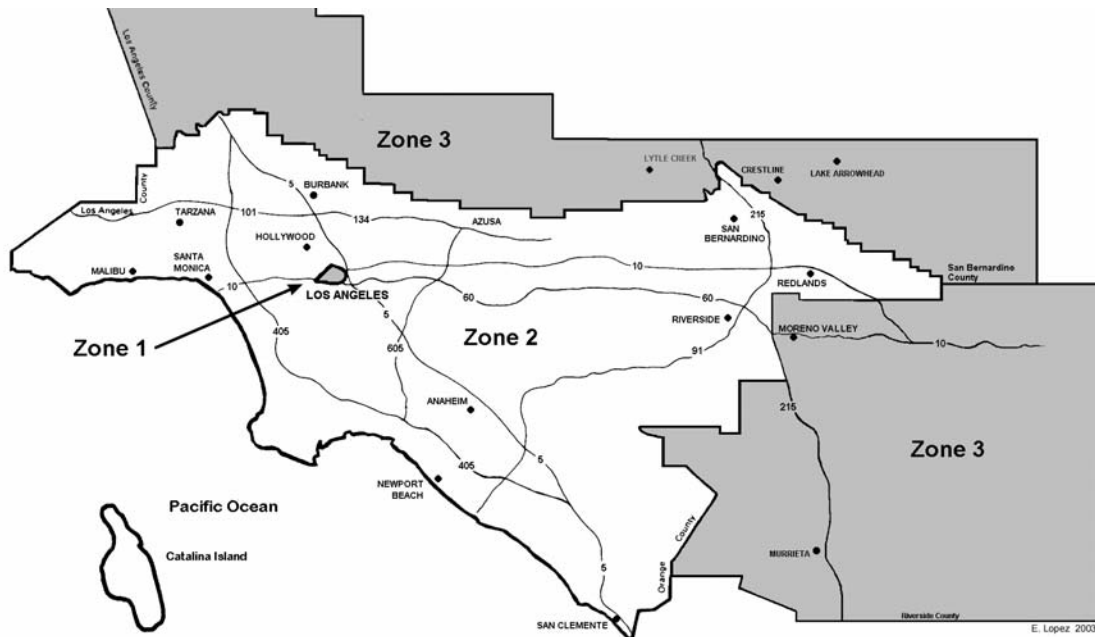 Los Angeles County
Zone 3
LYTLE CREEK
CRESTLINE
LAKE ARROWHEAD
County
Los Angeles
5
BURBANK
101
TARZANA
134
AZUSA
215
HOLLYWOOD
SAN
BERNARDINO
SANTA
MONICA
MALIBU
10
10
REDLANDS
San Bernardino
County
LOS ANGELES
60
60
5
RIVERSIDE
MORENO VALLEY
10
Zone 1
405
Zone 2
605
91
ANAHEIM
215
Zone 3
405
5
NEWPORT
BEACH
Pacific Ocean
County
Catalina Island
MURRIETA
5
Orange
SAN CLEMENTE
Riverside County
E. Lopez 2003